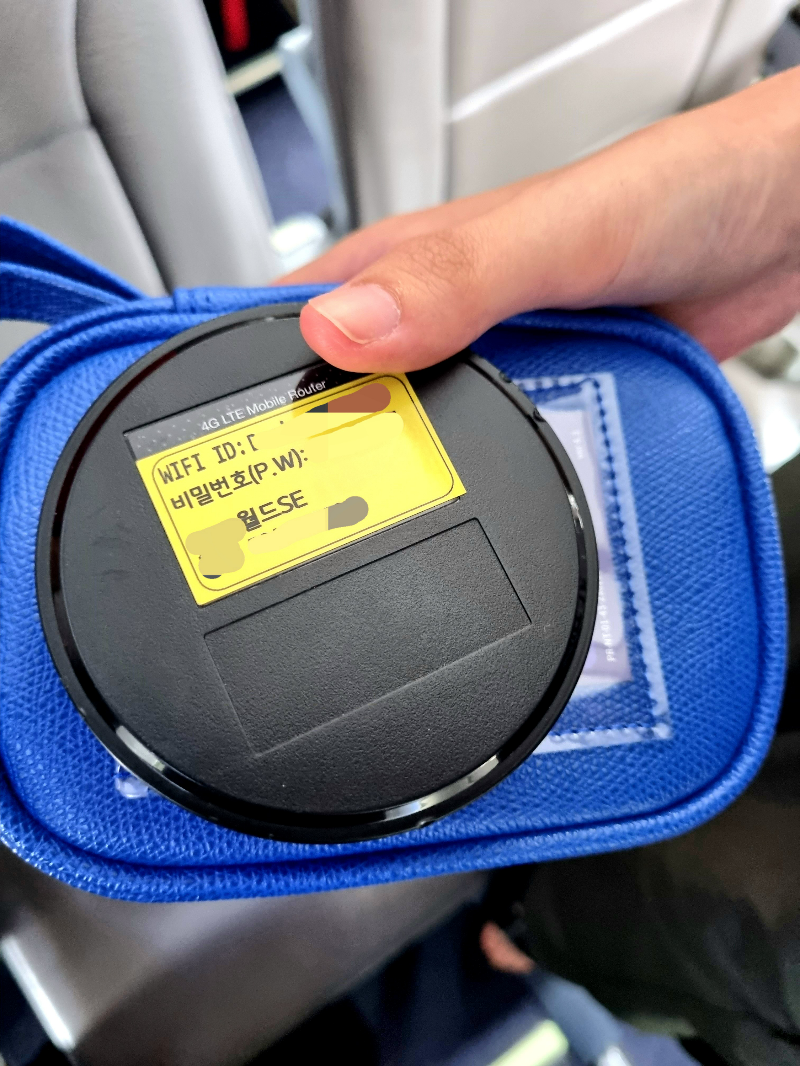 4G LTE Mobile Router
WIFI ID:[
비밀번호(P.W):
월드SE